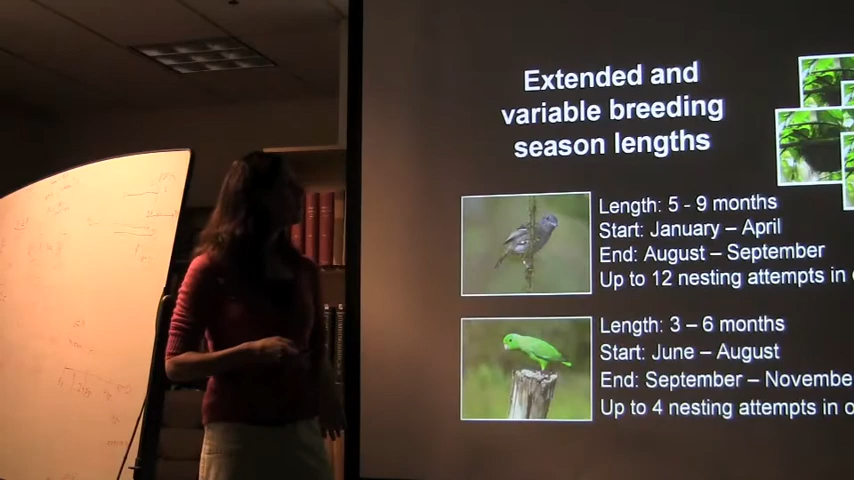 Extended and
variable breeding
season lengths
Length: 5 - 9 months
Start: January – April
End: August – September
Up to 12 nesting attempts in
Length: 3 – 6 months
Start: June – August
End: September – November
Up to 4 nesting attempts in